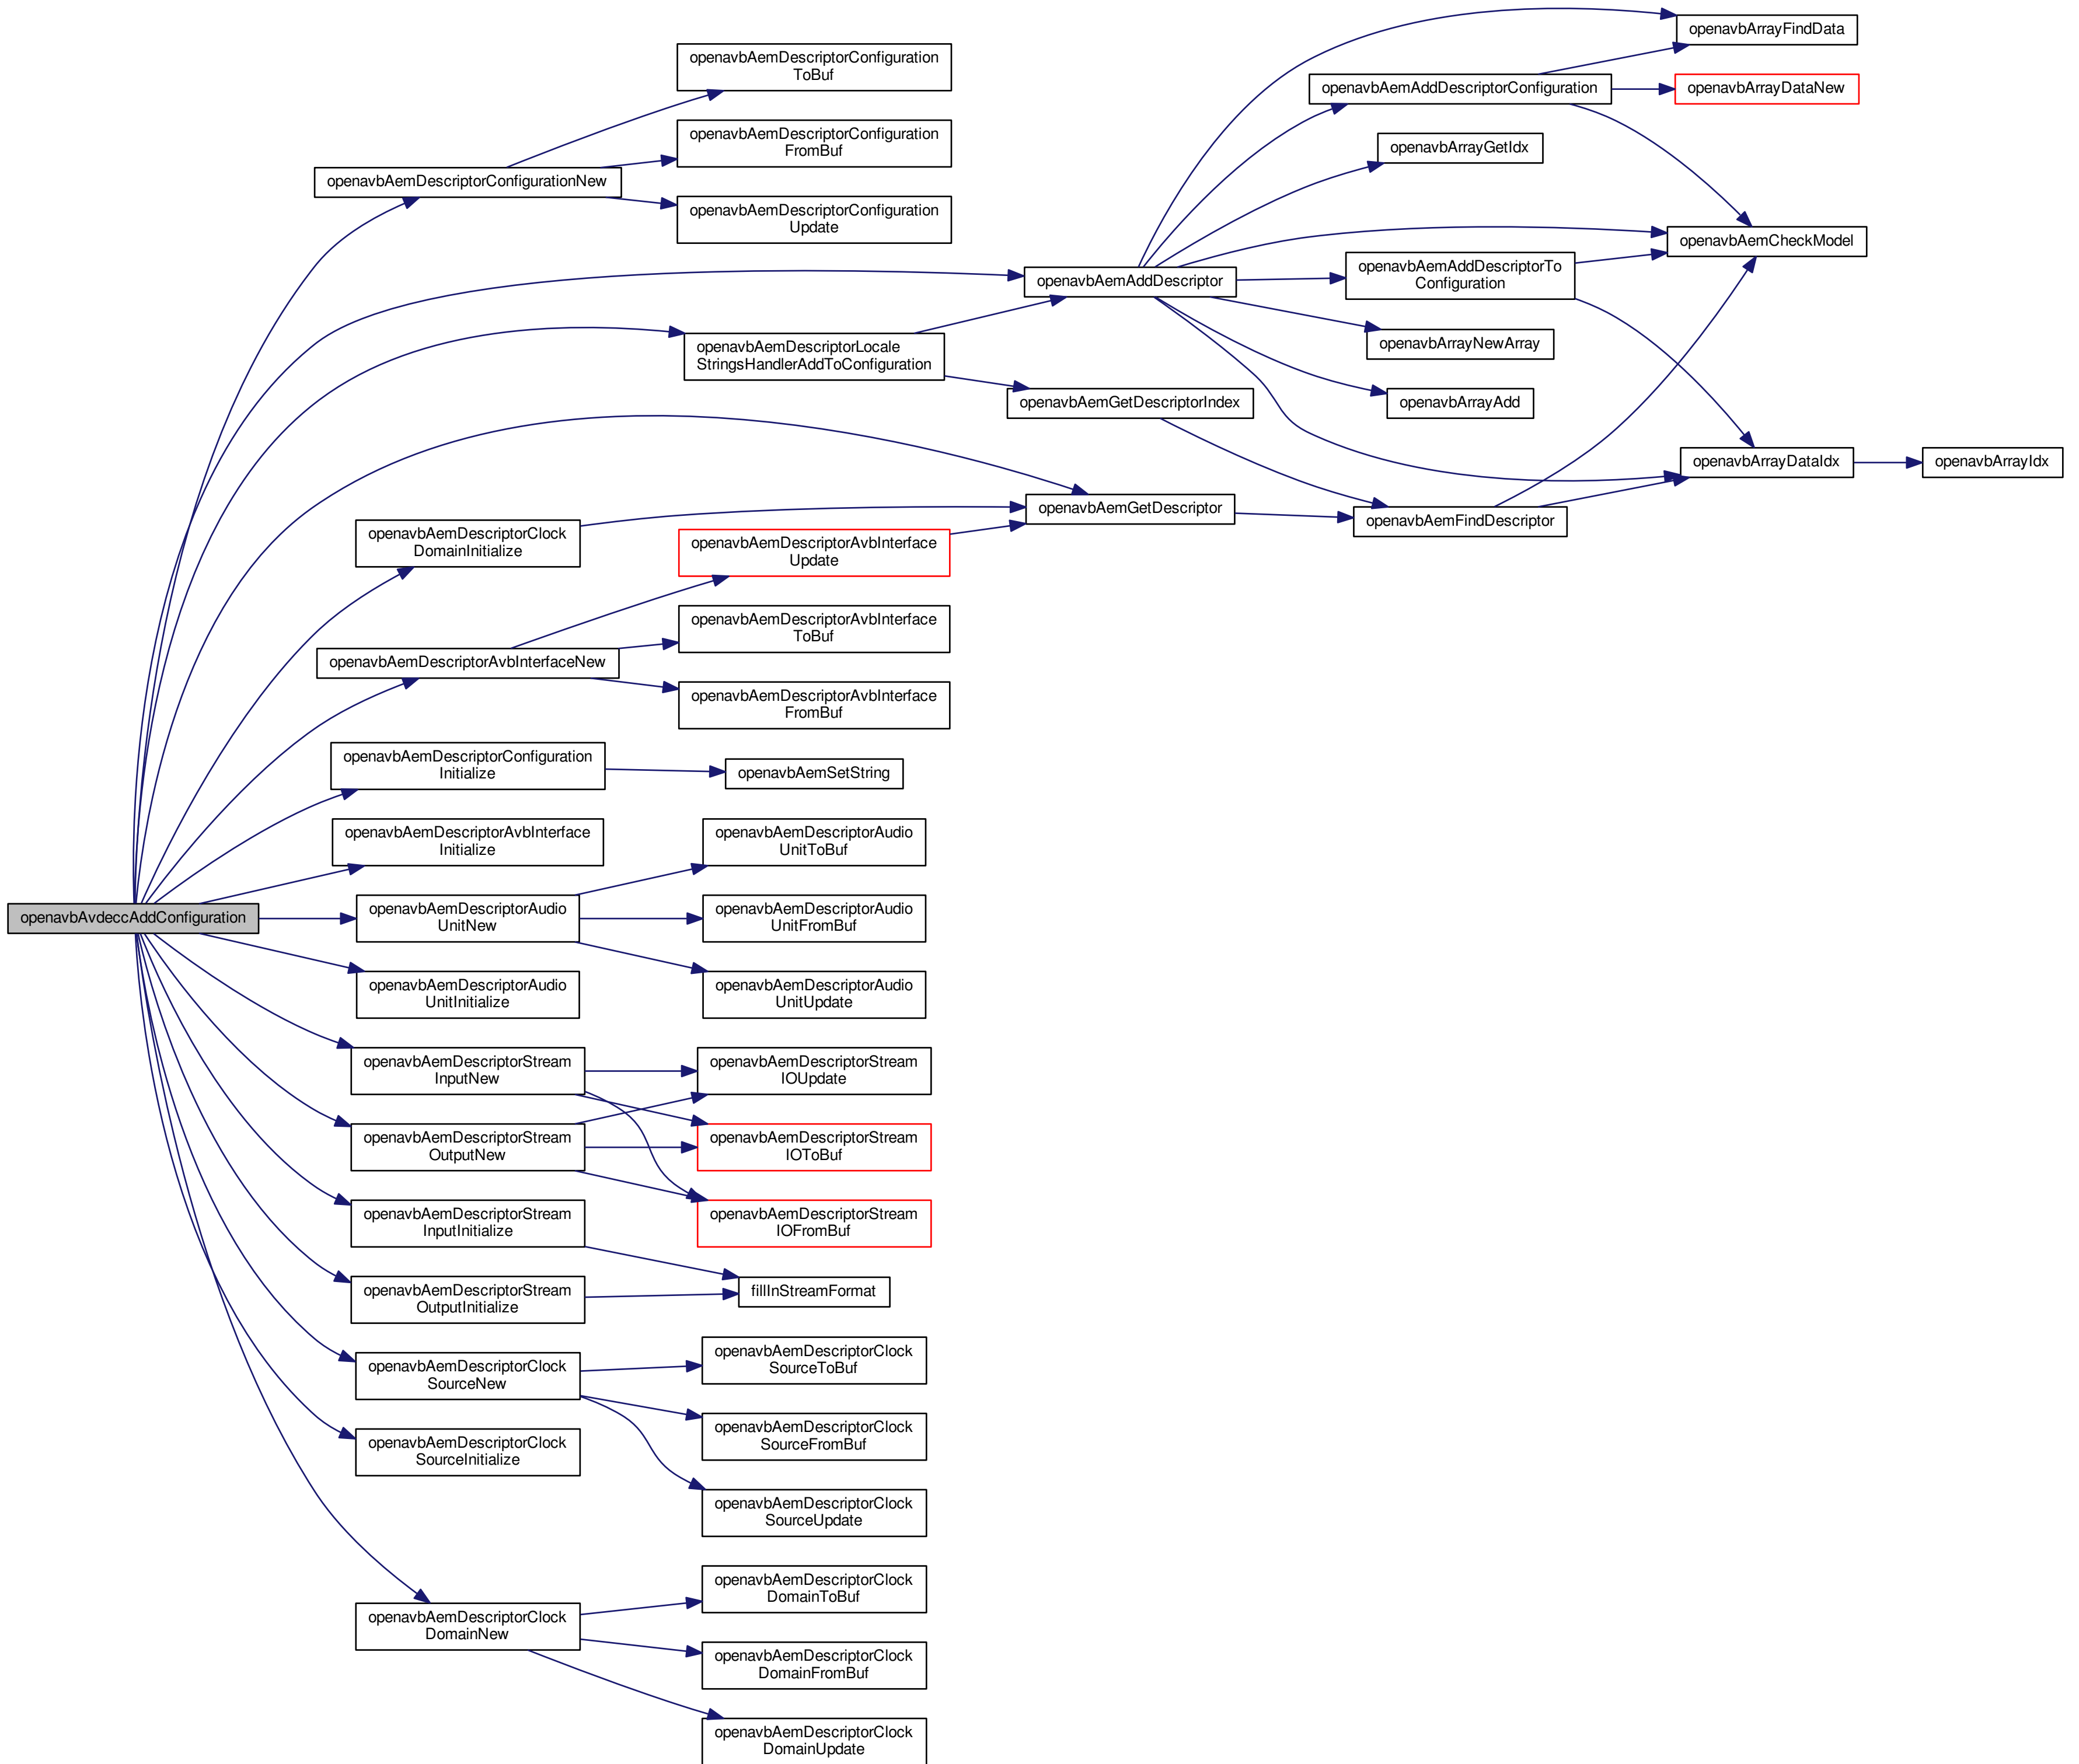 openavbAvdeccAddConfiguration
openavbAemDescriptorConfigurationNew
openavbAemDescriptorClock
DomainInitialize
openavbAemDescriptorAvbInterfaceNew
openavbAemDescriptorConfiguration
Initialize
openavbAemDescriptorAvbInterface
Initialize
openavbAemDescriptorAudio
UnitNew
openavbAemDescriptorAudio
UnitInitialize
openavbAemDescriptorStream
InputNew
openavbAemDescriptorStream
OutputNew
openavbAemDescriptorStream
InputInitialize
openavbAemDescriptorStream
OutputInitialize
openavbAemDescriptorClock
SourceNew
openavbAemDescriptorClock
SourceInitialize
openavbAemDescriptorClock
DomainNew
openavbAemDescriptorConfiguration
ToBuf
openavbAemDescriptorConfiguration
FromBuf
openavbAemDescriptorConfiguration
Update
openavbAemDescriptorLocale
StringsHandlerAddToConfiguration
openavbAemDescriptorAvbInterface
Update
openavbAemDescriptorAvbInterface
ToBuf
openavbAemDescriptorAvbInterface
FromBuf
openavbAemSetString
openavbAemDescriptorAudio
UnitToBuf
openavbAemDescriptorAudio
UnitFromBuf
openavbAemDescriptorAudio
UnitUpdate
openavbAemDescriptorStream
IOUpdate
openavbAemDescriptorStream
IOToBuf
openavbAemDescriptorStream
IOFromBuf
fillInStreamFormat
openavbAemDescriptorClock
SourceToBuf
openavbAemDescriptorClock
SourceFromBuf
openavbAemDescriptorClock
SourceUpdate
openavbAemDescriptorClock
DomainToBuf
openavbAemDescriptorClock
DomainFromBuf
openavbAemDescriptorClock
DomainUpdate
openavbAemAddDescriptor
openavbAemGetDescriptorIndex
openavbAemGetDescriptor
openavbAemAddDescriptorConfiguration
openavbArrayGetIdx
openavbAemAddDescriptorTo
Configuration
openavbArrayNewArray
openavbArrayAdd
openavbAemFindDescriptor
openavbArrayFindData
openavbArrayDataNew
openavbAemCheckModel
openavbArrayDataIdx
openavbArrayIdx